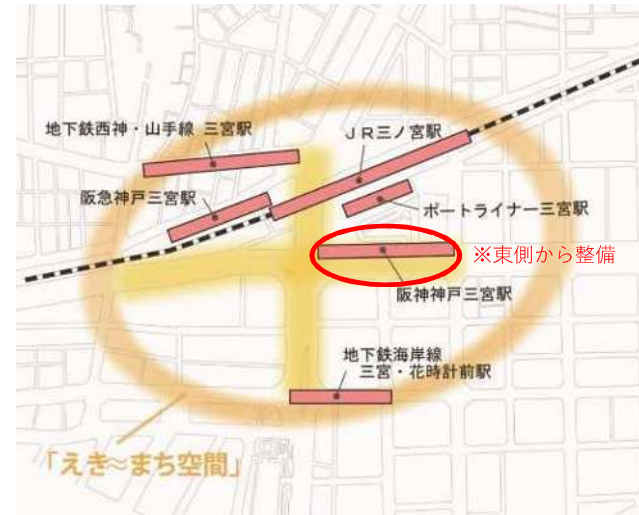 地下鉄西神・山手線 三宮駅
JR三ノ宮駅
阪急神戸三宮駅
ポートライナー三宮駅
※東側から整備
阪神神戸三宮駅
地下鉄海岸線
三宮・花時計前駅
「えき~まち空間」